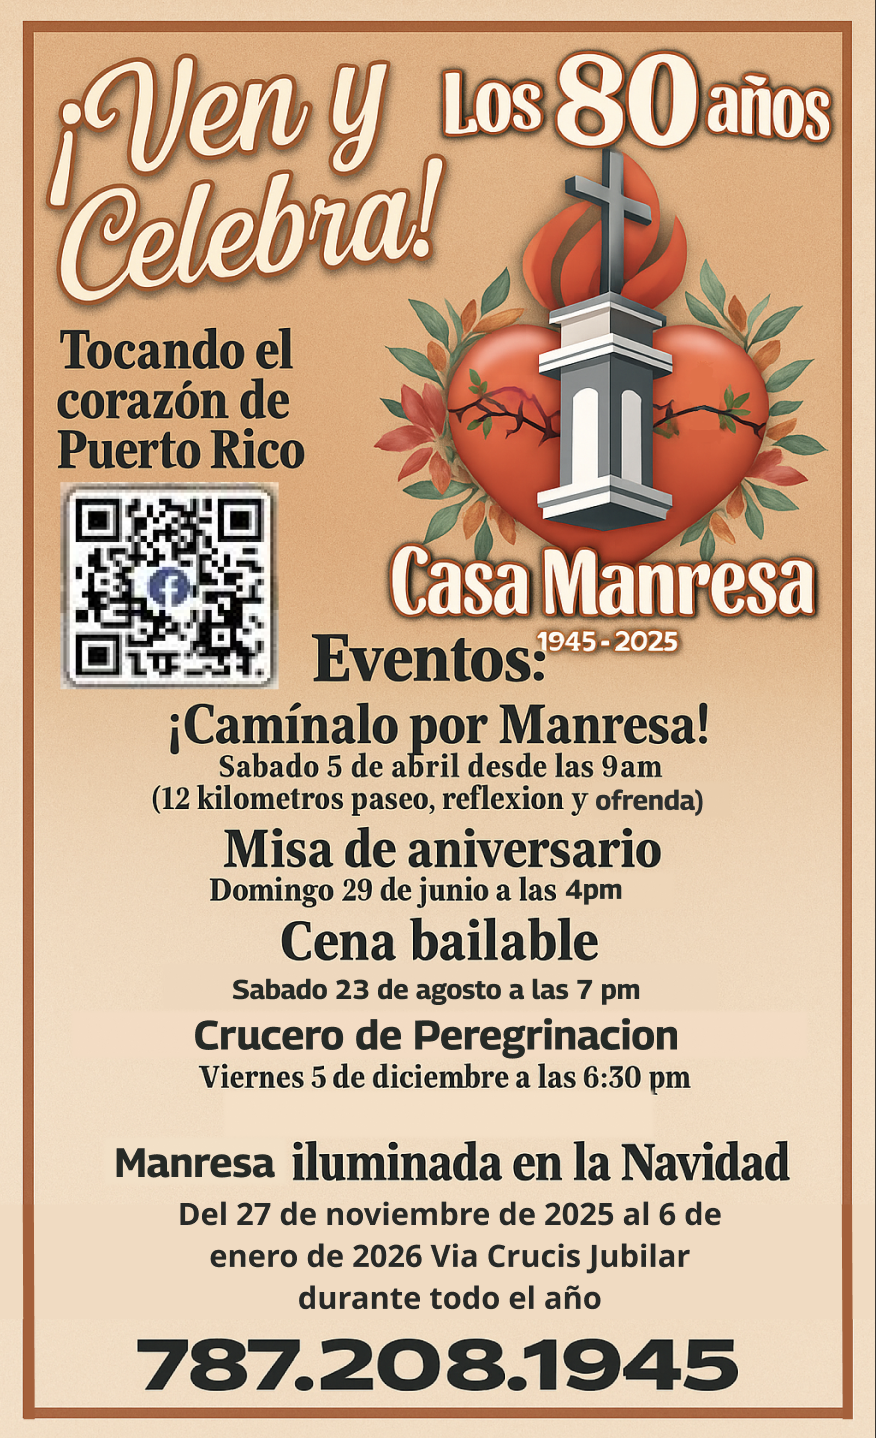 ¡Ven y
Celebra!
Los 80 años
Tocando el
corazón de
Puerto Rico
Casa Manresa
1945-2025
Eventos:
¡Camínalo por Manresa!
Sabado 5 de abril desde las 9am
(12 kilometros paseo, reflexion y ofrenda)
Misa de aniversario
Domingo 29 de junio a las 4pm
Cena bailable
Sabado 23 de agosto a las 7 pm
Crucero de Peregrinacion
Viernes 5 de diciembre a las 6:30 pm
Manresa iluminada en la Navidad
Del 27 de noviembre de 2025 al 6 de
enero de 2026 Via Crucis Jubilar
durante todo el año
787.208.1945